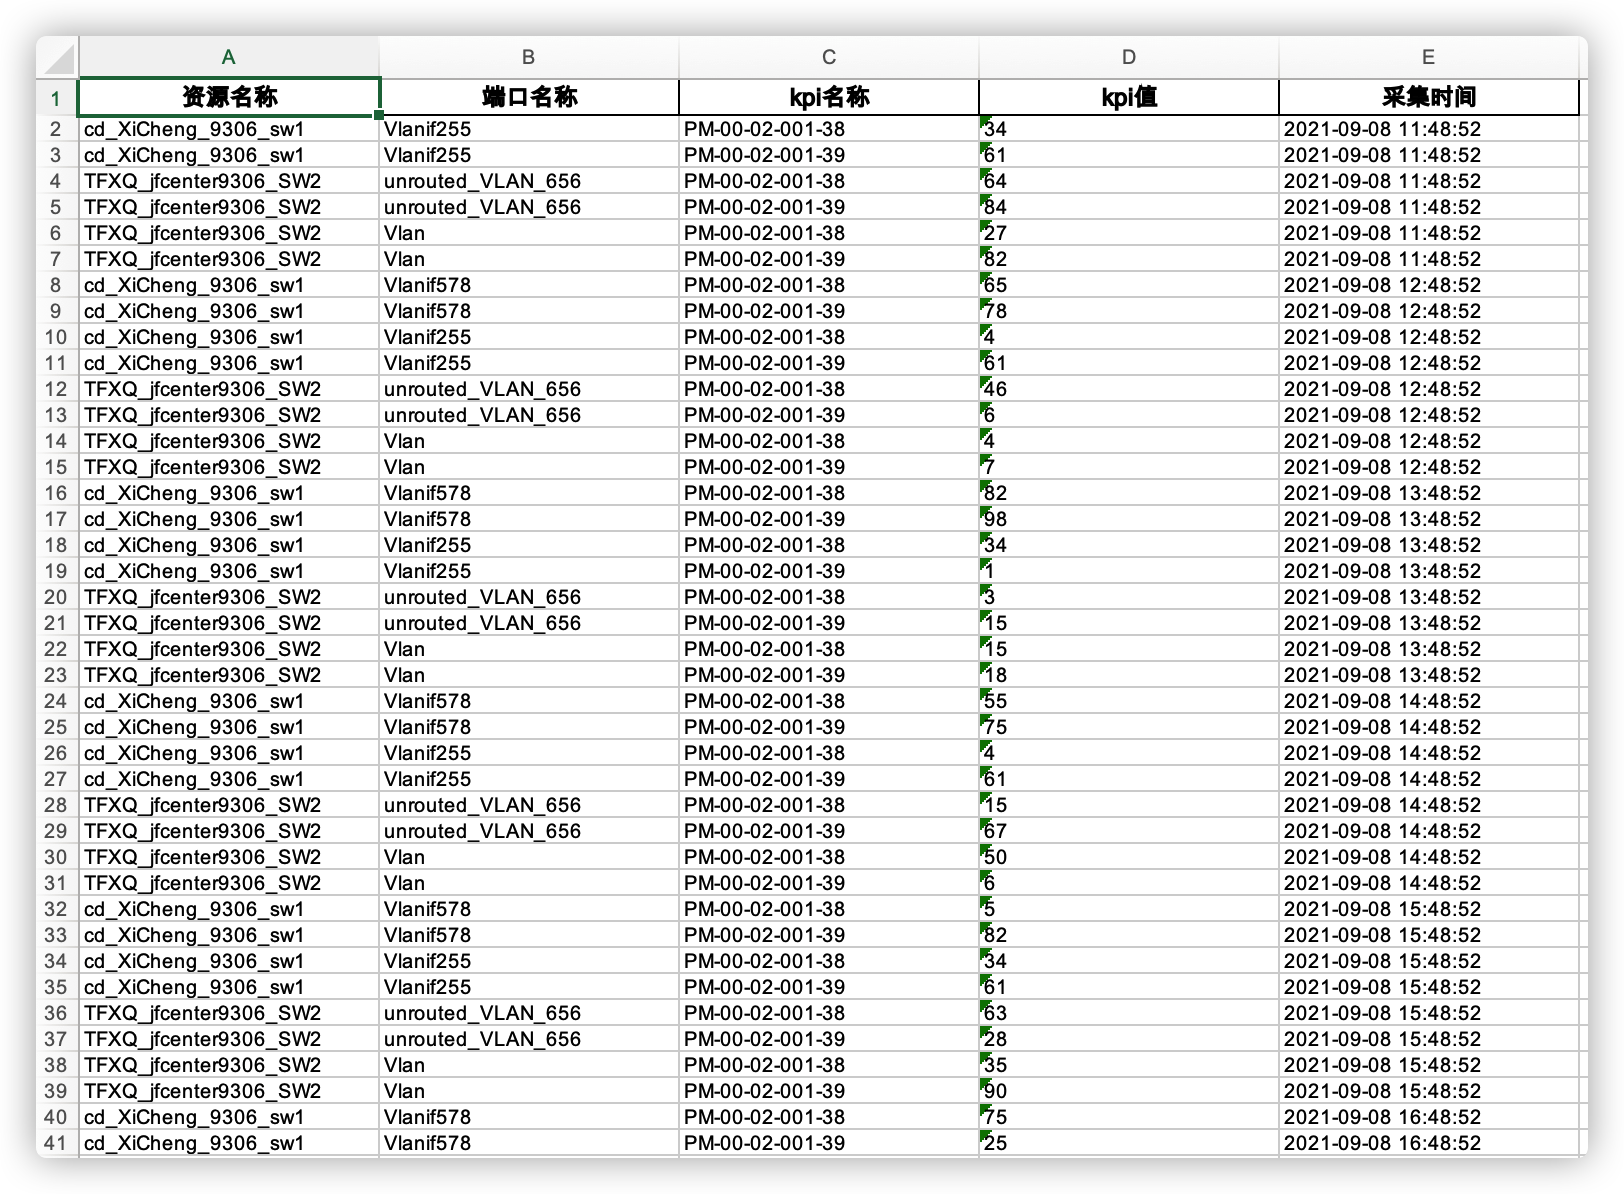 A B C D E
1 资源名称 端口名称 kpi名称 kpi值 采集时间
2 cd_XiCheng_9306_sw1 Vlanif255 PM-00-02-001-38 34 2021-09-08 11:48:52
3 cd_XiCheng_9306_sw1 Vlanif255 PM-00-02-001-39 61 2021-09-08 11:48:52
4 TFXQ_jfcenter9306_SW2 unrouted_VLAN_656 PM-00-02-001-38 64 2021-09-08 11:48:52
5 TFXQ_jfcenter9306_SW2 unrouted_VLAN_656 PM-00-02-001-39 84 2021-09-08 11:48:52
6 TFXQ_jfcenter9306_SW2 Vlan PM-00-02-001-38 27 2021-09-08 11:48:52
7 TFXQ_jfcenter9306_SW2 Vlan PM-00-02-001-39 82 2021-09-08 11:48:52
8 cd_XiCheng_9306_sw1 Vlanif578 PM-00-02-001-38 65 2021-09-08 12:48:52
9 cd_XiCheng_9306_sw1 Vlanif578 PM-00-02-001-39 78 2021-09-08 12:48:52
10 cd_XiCheng_9306_sw1 Vlanif255 PM-00-02-001-38 4 2021-09-08 12:48:52
11 cd_XiCheng_9306_sw1 Vlanif255 PM-00-02-001-39 61 2021-09-08 12:48:52
12 TFXQ_jfcenter9306_SW2 unrouted_VLAN_656 PM-00-02-001-38 46 2021-09-08 12:48:52
13 TFXQ_jfcenter9306_SW2 unrouted_VLAN_656 PM-00-02-001-39 6 2021-09-08 12:48:52
14 TFXQ_jfcenter9306_SW2 Vlan PM-00-02-001-38 4 2021-09-08 12:48:52
15 TFXQ_jfcenter9306_SW2 Vlan PM-00-02-001-39 7 2021-09-08 12:48:52
16 cd_XiCheng_9306_sw1 Vlanif578 PM-00-02-001-38 82 2021-09-08 13:48:52
17 cd_XiCheng_9306_sw1 Vlanif578 PM-00-02-001-39 98 2021-09-08 13:48:52
18 cd_XiCheng_9306_sw1 Vlanif255 PM-00-02-001-38 34 2021-09-08 13:48:52
19 cd_XiCheng_9306_sw1 Vlanif255 PM-00-02-001-39 1 2021-09-08 13:48:52
20 TFXQ_jfcenter9306_SW2 unrouted_VLAN_656 PM-00-02-001-38 3 2021-09-08 13:48:52
21 TFXQ_jfcenter9306_SW2 unrouted_VLAN_656 PM-00-02-001-39 15 2021-09-08 13:48:52
22 TFXQ_jfcenter9306_SW2 Vlan PM-00-02-001-38 15 2021-09-08 13:48:52
23 TFXQ_jfcenter9306_SW2 Vlan PM-00-02-001-39 18 2021-09-08 13:48:52
24 cd_XiCheng_9306_sw1 Vlanif578 PM-00-02-001-38 55 2021-09-08 14:48:52
25 cd_XiCheng_9306_sw1 Vlanif578 PM-00-02-001-39 75 2021-09-08 14:48:52
26 cd_XiCheng_9306_sw1 Vlanif255 PM-00-02-001-38 4 2021-09-08 14:48:52
27 cd_XiCheng_9306_sw1 Vlanif255 PM-00-02-001-39 61 2021-09-08 14:48:52
28 TFXQ_jfcenter9306_SW2 unrouted_VLAN_656 PM-00-02-001-38 15 2021-09-08 14:48:52
29 TFXQ_jfcenter9306_SW2 unrouted_VLAN_656 PM-00-02-001-39 67 2021-09-08 14:48:52
30 TFXQ_jfcenter9306_SW2 Vlan PM-00-02-001-38 50 2021-09-08 14:48:52
31 TFXQ_jfcenter9306_SW2 Vlan PM-00-02-001-39 6 2021-09-08 14:48:52
32 cd_XiCheng_9306_sw1 Vlanif578 PM-00-02-001-38 5 2021-09-08 15:48:52
33 cd_XiCheng_9306_sw1 Vlanif578 PM-00-02-001-39 82 2021-09-08 15:48:52
34 cd_XiCheng_9306_sw1 Vlanif255 PM-00-02-001-38 34 2021-09-08 15:48:52
35 cd_XiCheng_9306_sw1 Vlanif255 PM-00-02-001-39 61 2021-09-08 15:48:52
36 TFXQ_jfcenter9306_SW2 unrouted_VLAN_656 PM-00-02-001-38 63 2021-09-08 15:48:52
37 TFXQ_jfcenter9306_SW2 unrouted_VLAN_656 PM-00-02-001-39 28 2021-09-08 15:48:52
38 TFXQ_jfcenter9306_SW2 Vlan PM-00-02-001-38 35 2021-09-08 15:48:52
39 TFXQ_jfcenter9306_SW2 Vlan PM-00-02-001-39 90 2021-09-08 15:48:52
40 cd_XiCheng_9306_sw1 Vlanif578 PM-00-02-001-38 75 2021-09-08 16:48:52
41 cd_XiCheng_9306_sw1 Vlanif578 PM-00-02-001-39 25 2021-09-08 16:48:52